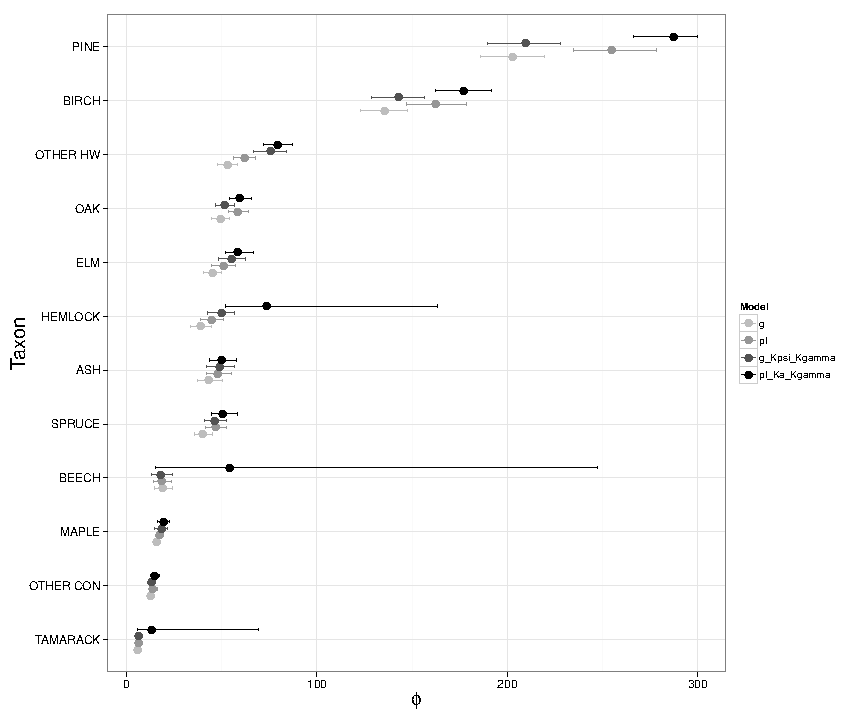 Taxon
PINE
BIRCH
OTHER HW
OAK
ELM
HEMLOCK
ASH
SPRUCE
BEECH
MAPLE
OTHER CON
TAMARACK
0 100 200 300
ϕ
Model
g
pl
g_Kpsi_Kgamma
pl_Ka_Kgamma